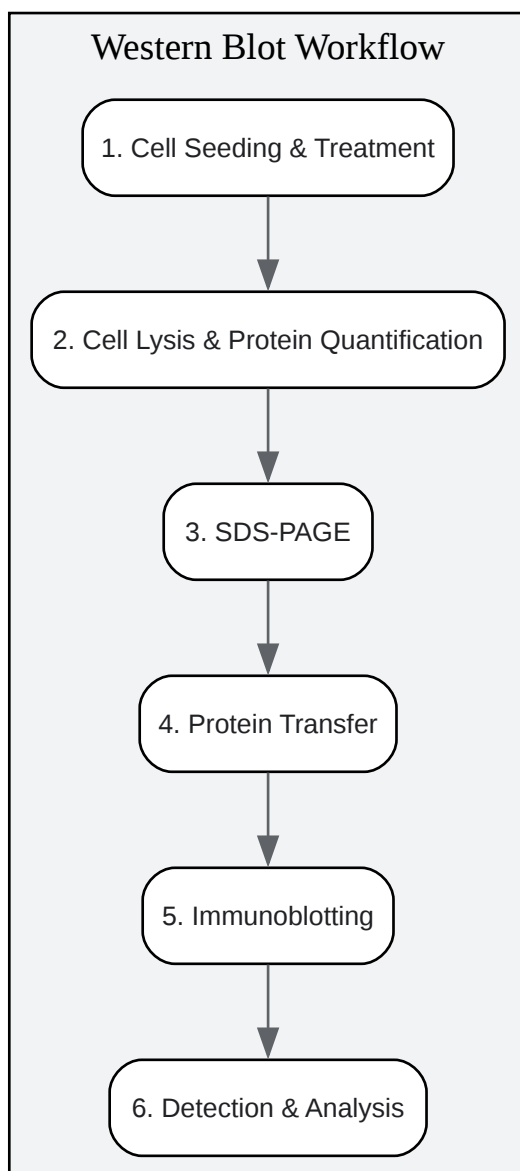 Western Blot Workflow
1. Cell Seeding & Treatment
2. Cell Lysis & Protein Quantification
3. SDS-PAGE
4. Protein Transfer
5. Immunoblotting
6. Detection & Analysis